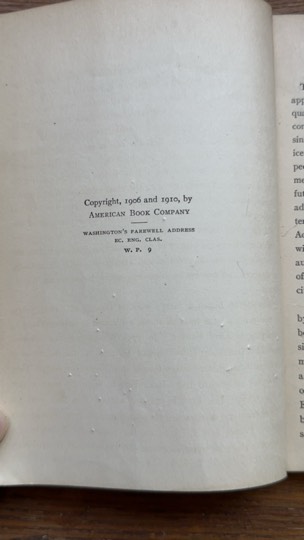 Copyright, 1906 and 1910, by
American Book Company
WASHINGTON'S FAREWELL ADDRESS
EC. ENG. CLAS.
W. P. 9